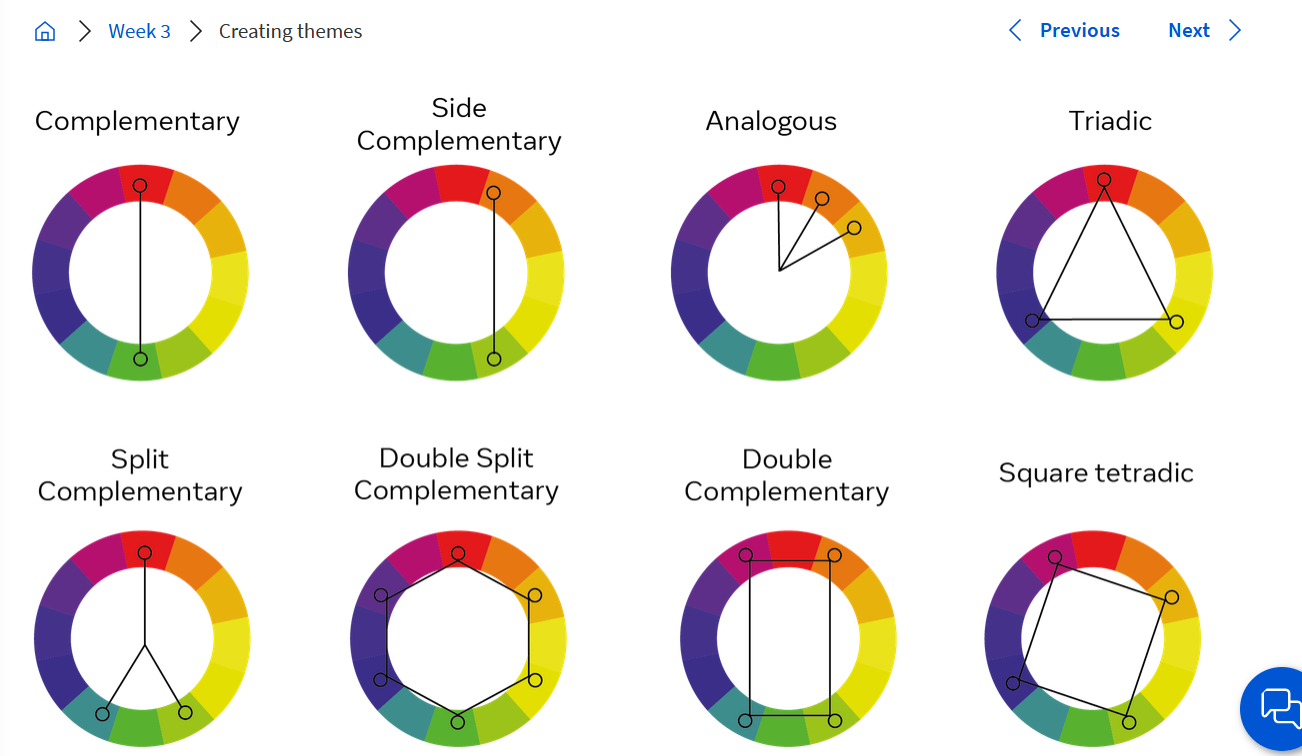 Week 3 Creating themes Previous Next
Complementary
Side
Complementary
Analogous
Triadic
Split
Complementary
Double Split
Complementary
Double
Complementary
Square tetradic